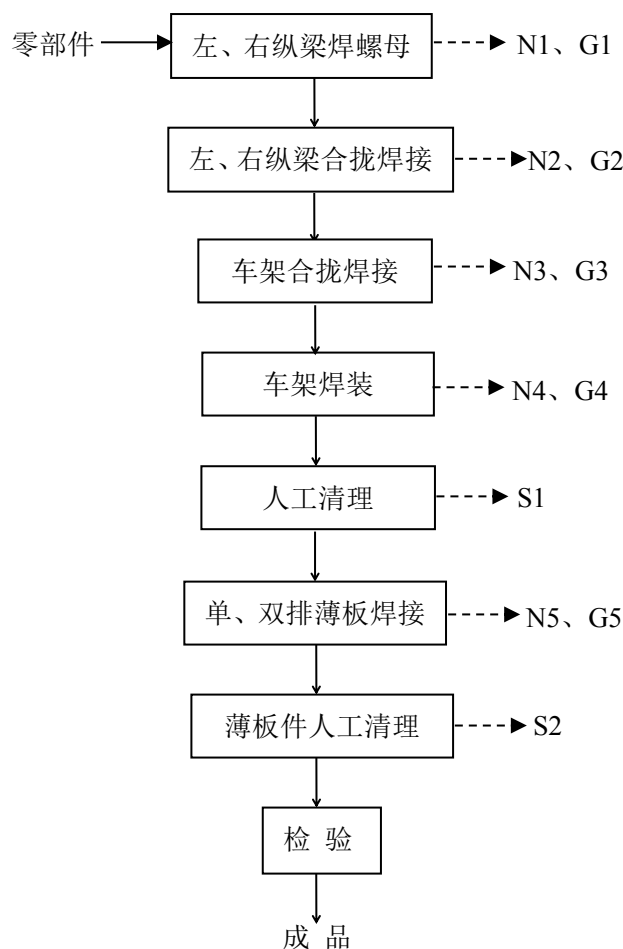 零部件 左、右纵梁焊螺母 N1、G1
左、右纵梁合拢焊接 N2、G2
车架合拢焊接 N3、G3
车架焊装 N4、G4
人工清理 S1
单、双排薄板焊接 N5、G5
薄板件人工清理 S2
检 验
成 品